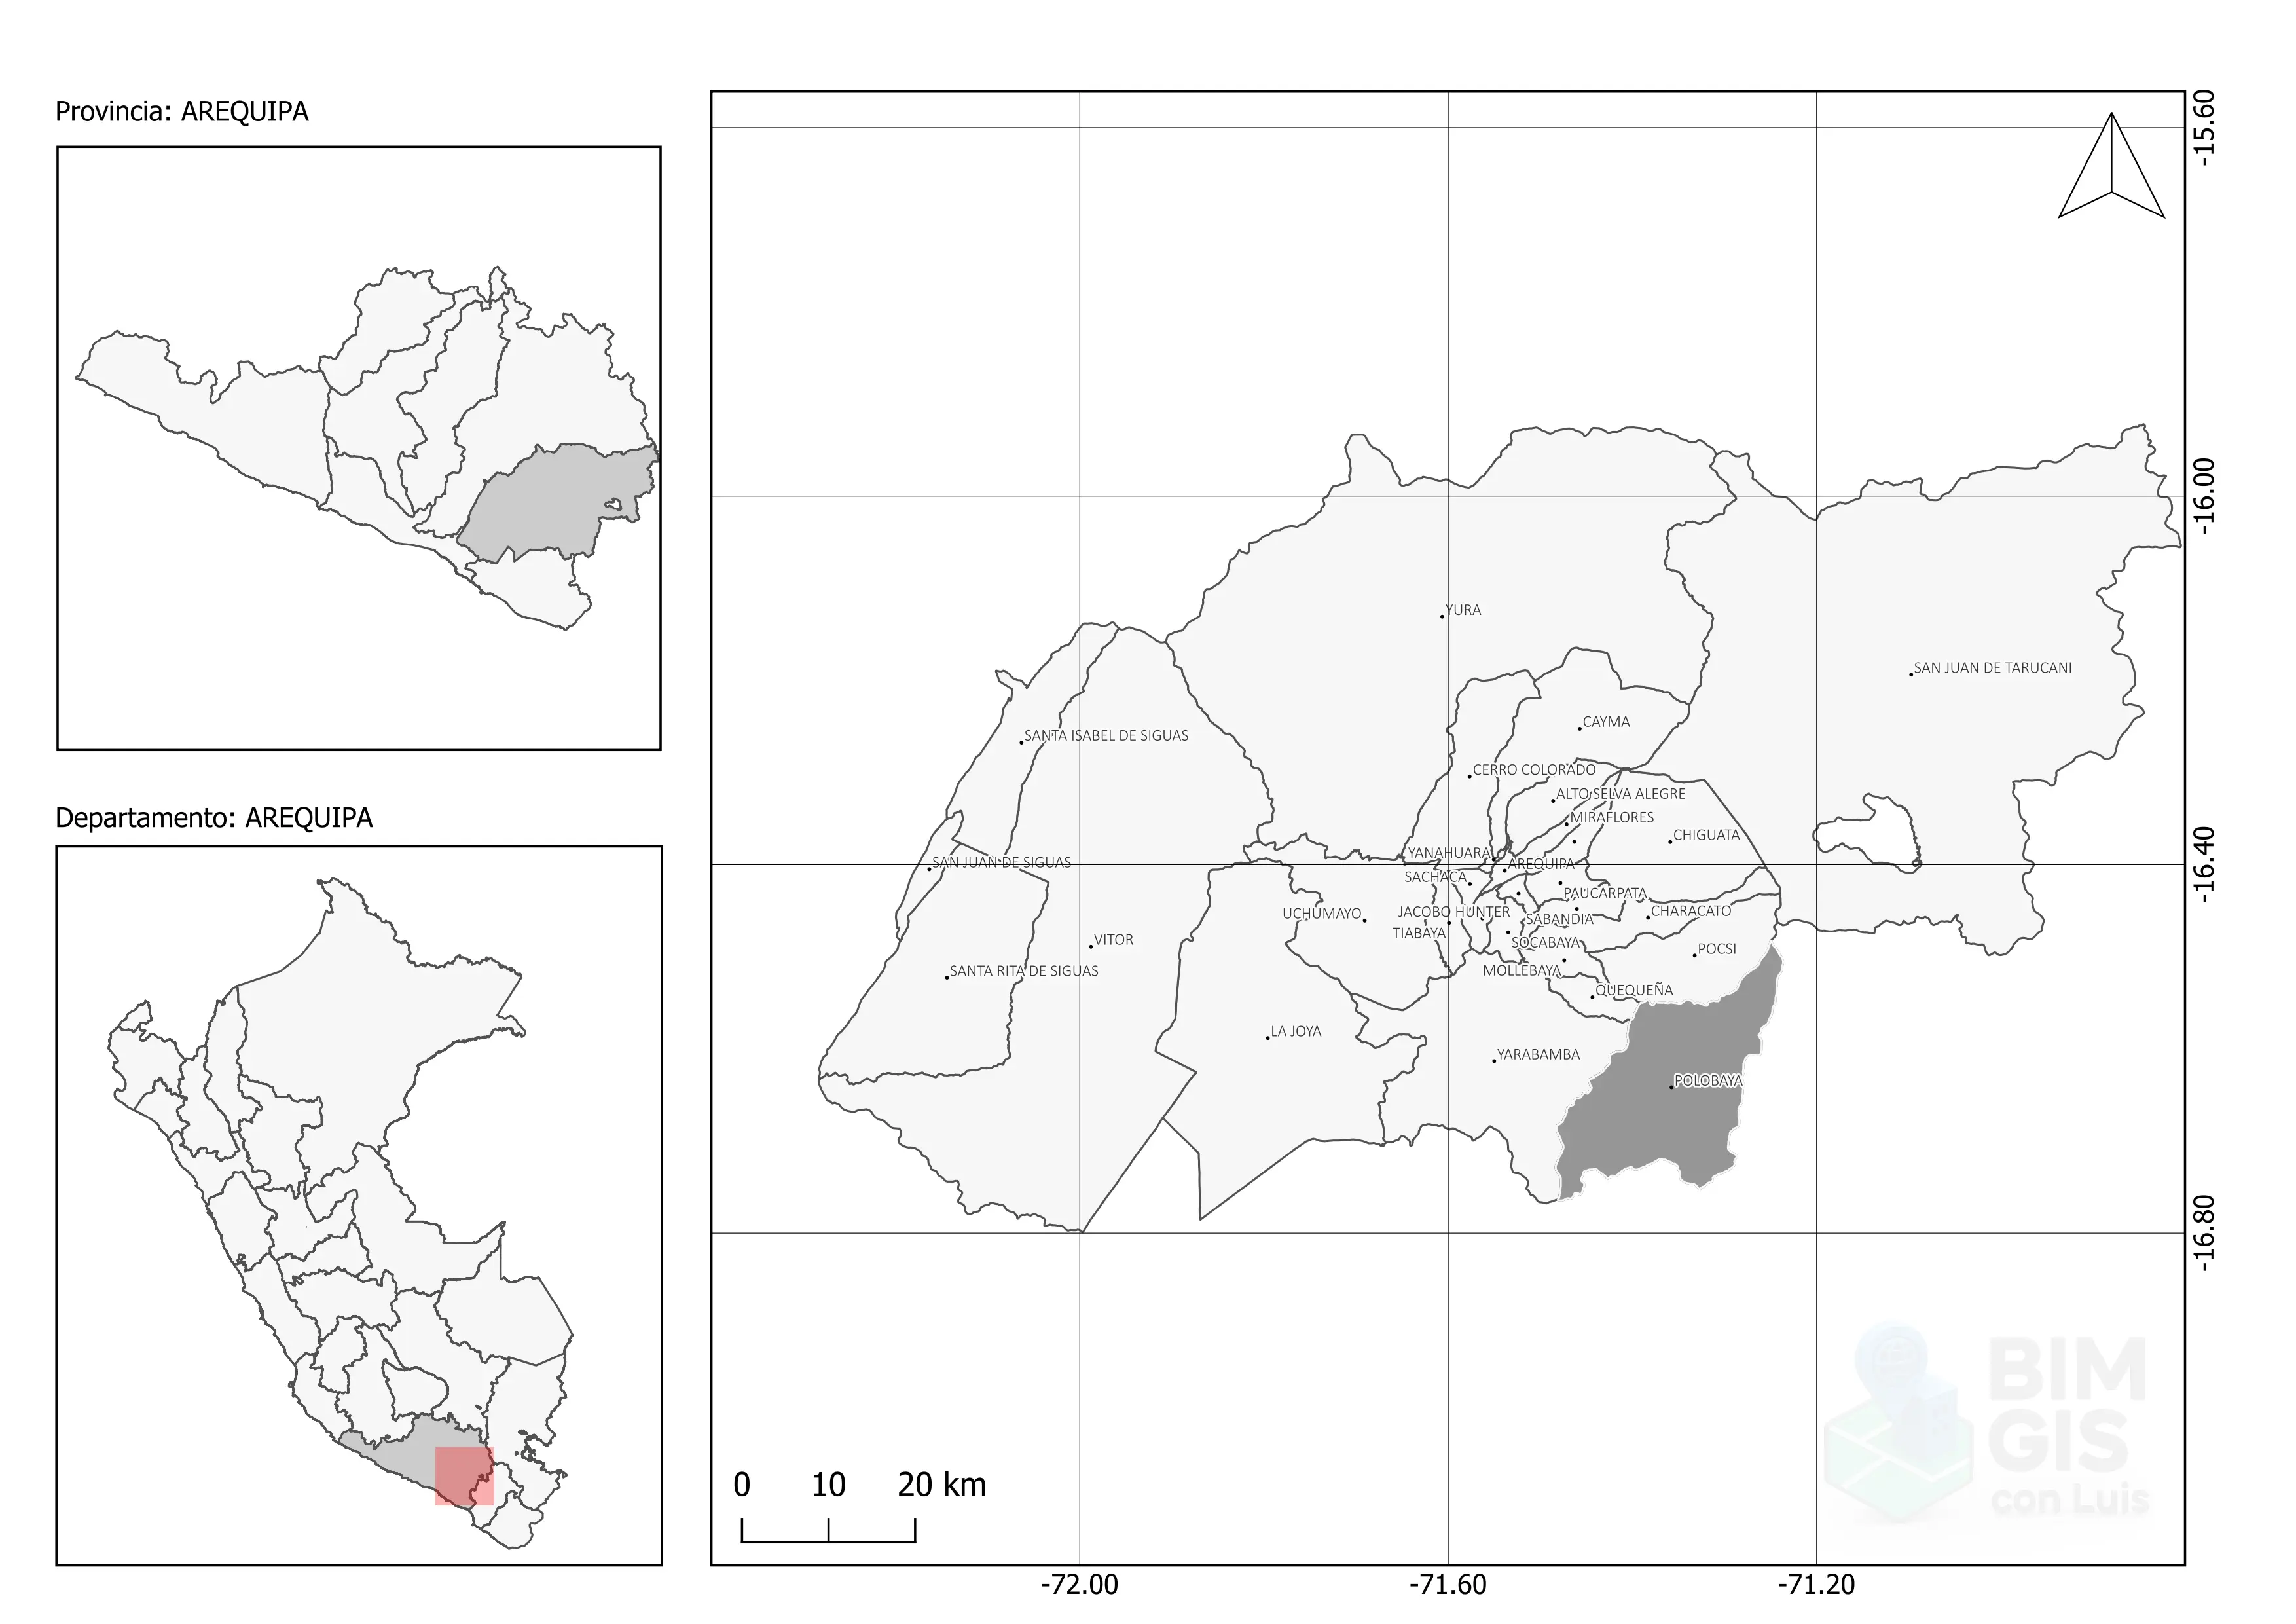 Provincia: AREQUIPA
Departamento: AREQUIPA
-15.60
-16.00
YURA
SAN JUAN DE TARUCANI
CAYMA
SANTA ISABEL DE SIGUAS
CERRO COLORADO
ALTO SELVA ALEGRE
MIRAFLORES
CHIGUATA
YANAHUARA
AREQUIPA
SAN JUAN DE SIGUAS
-16.40
SACHACA
PAUCARPATA
UCHUMAYO
JACOBO HUNTER
CHARACATO
SABANDIA
TIABAYA
VITOR
SOCABAYA
POCSI
SANTA RITA DE SIGUAS
MOLLEBAYA
QUEQUEÑA
LA JOYA
YARABAMBA
POLOBAYA
-16.80
BIM
GIS
con Luis
0 10 20 km
-72.00 -71.60 -71.20